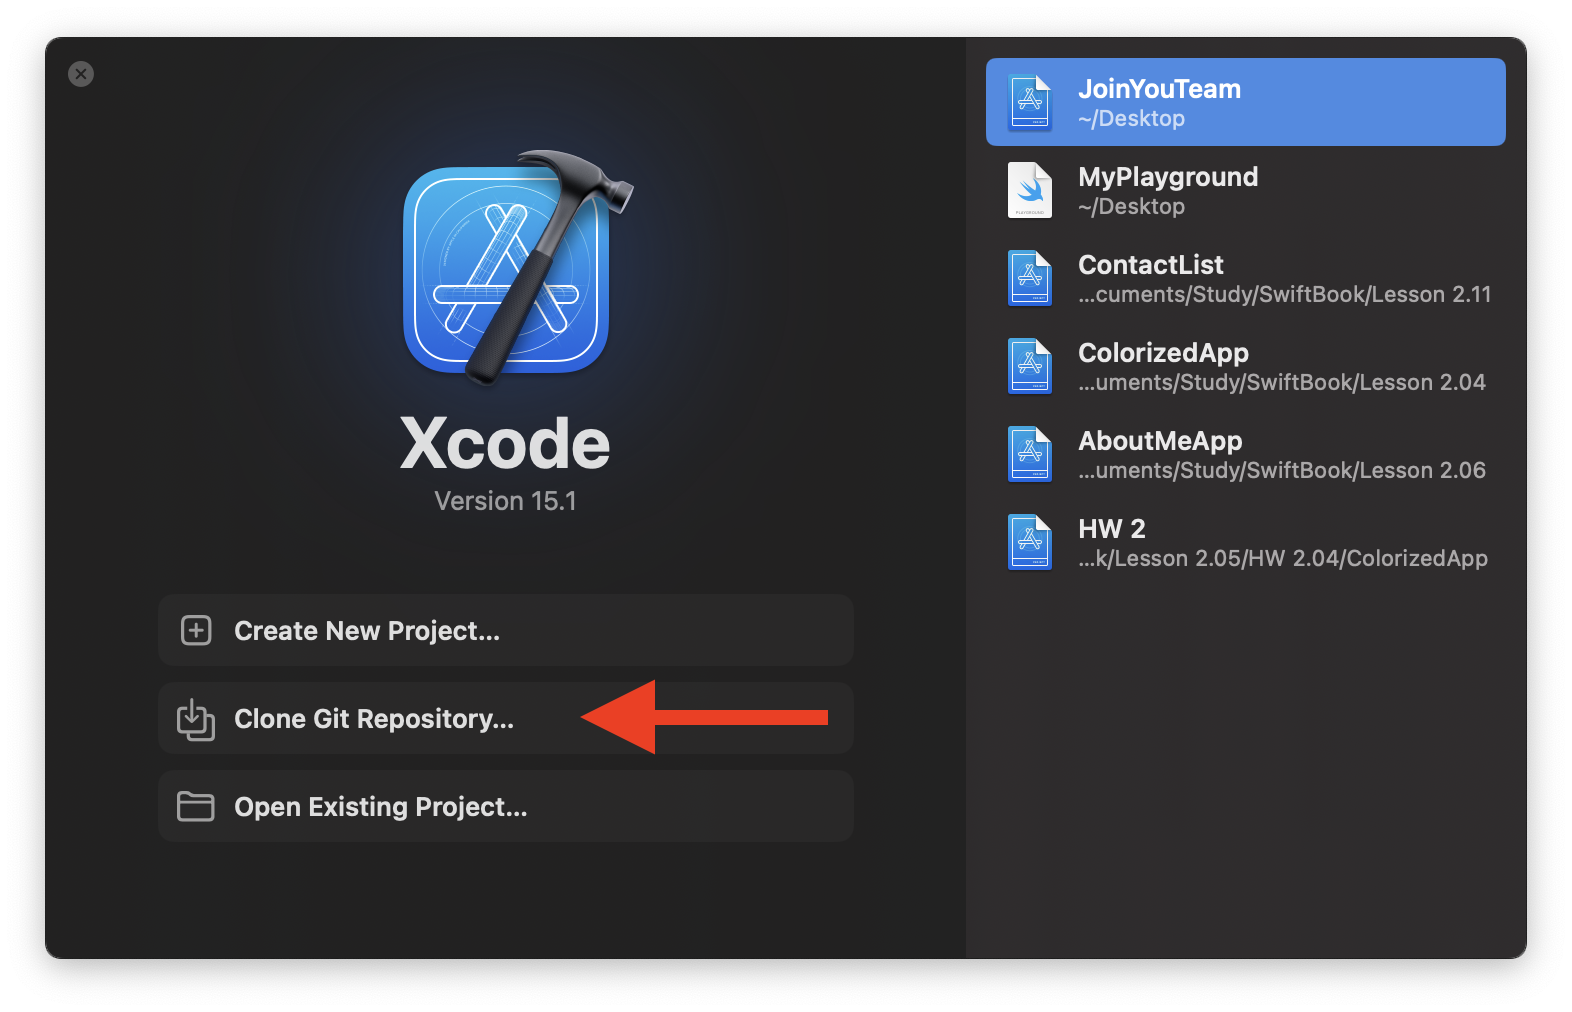 Xcode
Version 15.1
Create New Project...
Clone Git Repository...
Open Existing Project...
JoinYouTeam
~/Desktop
MyPlayground
~/Desktop
ContactList
...cuments/Study/SwiftBook/Lesson 2.11
ColorizedApp
...uments/Study/SwiftBook/Lesson 2.04
AboutMeApp
...uments/Study/SwiftBook/Lesson 2.06
HW 2
...k/Lesson 2.05/HW 2.04/ColorizedApp